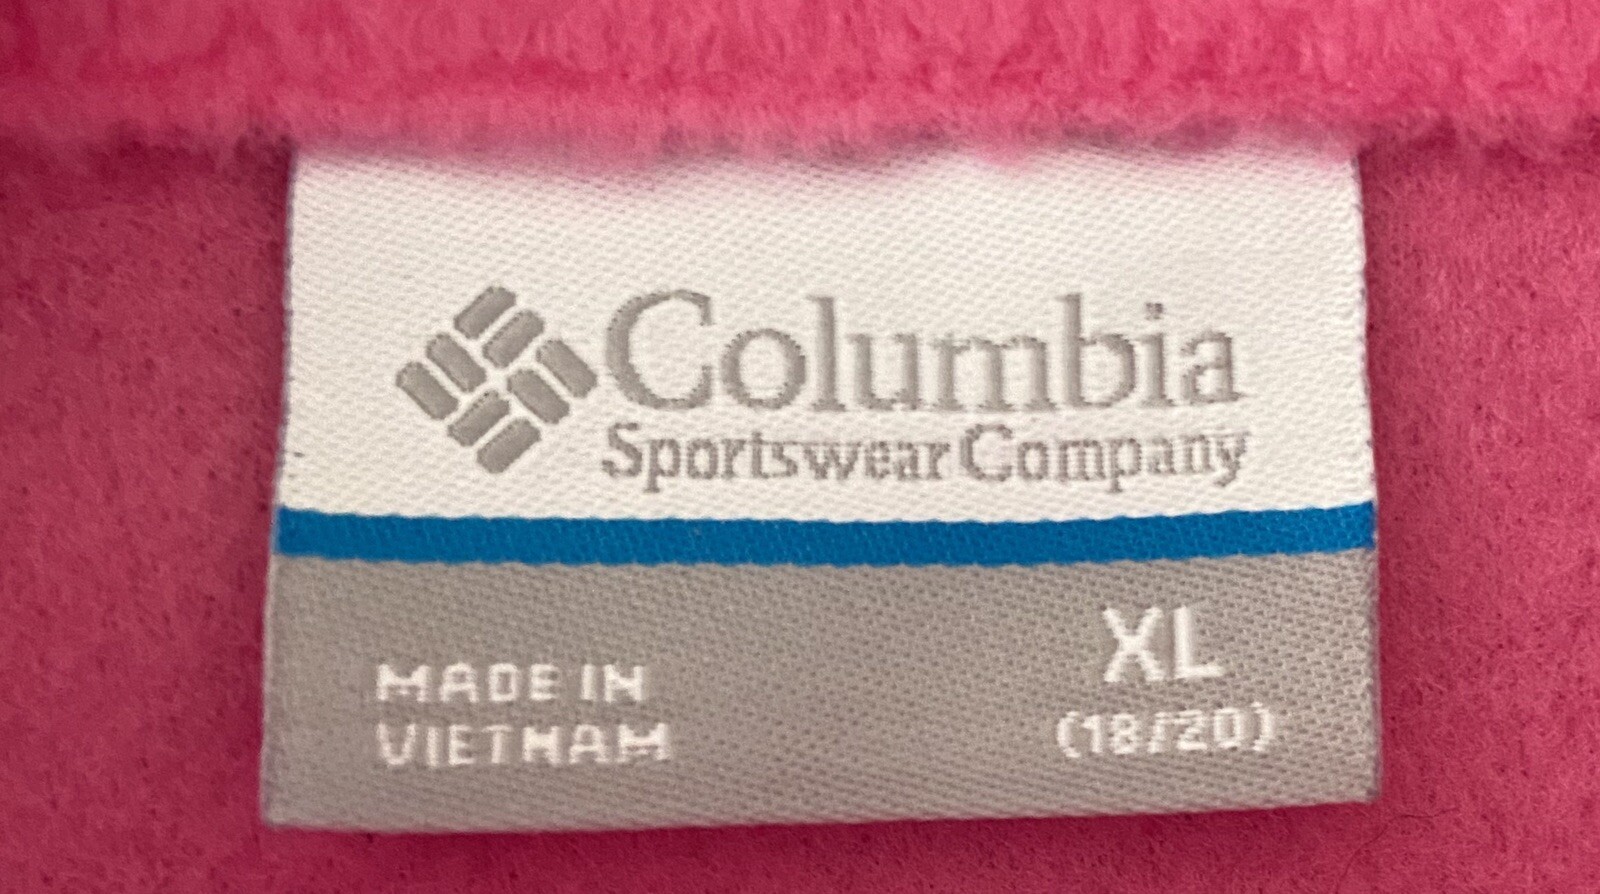 Columbia
Sportswear Company
XL
MADE IN
(18/20)
VIETNAM